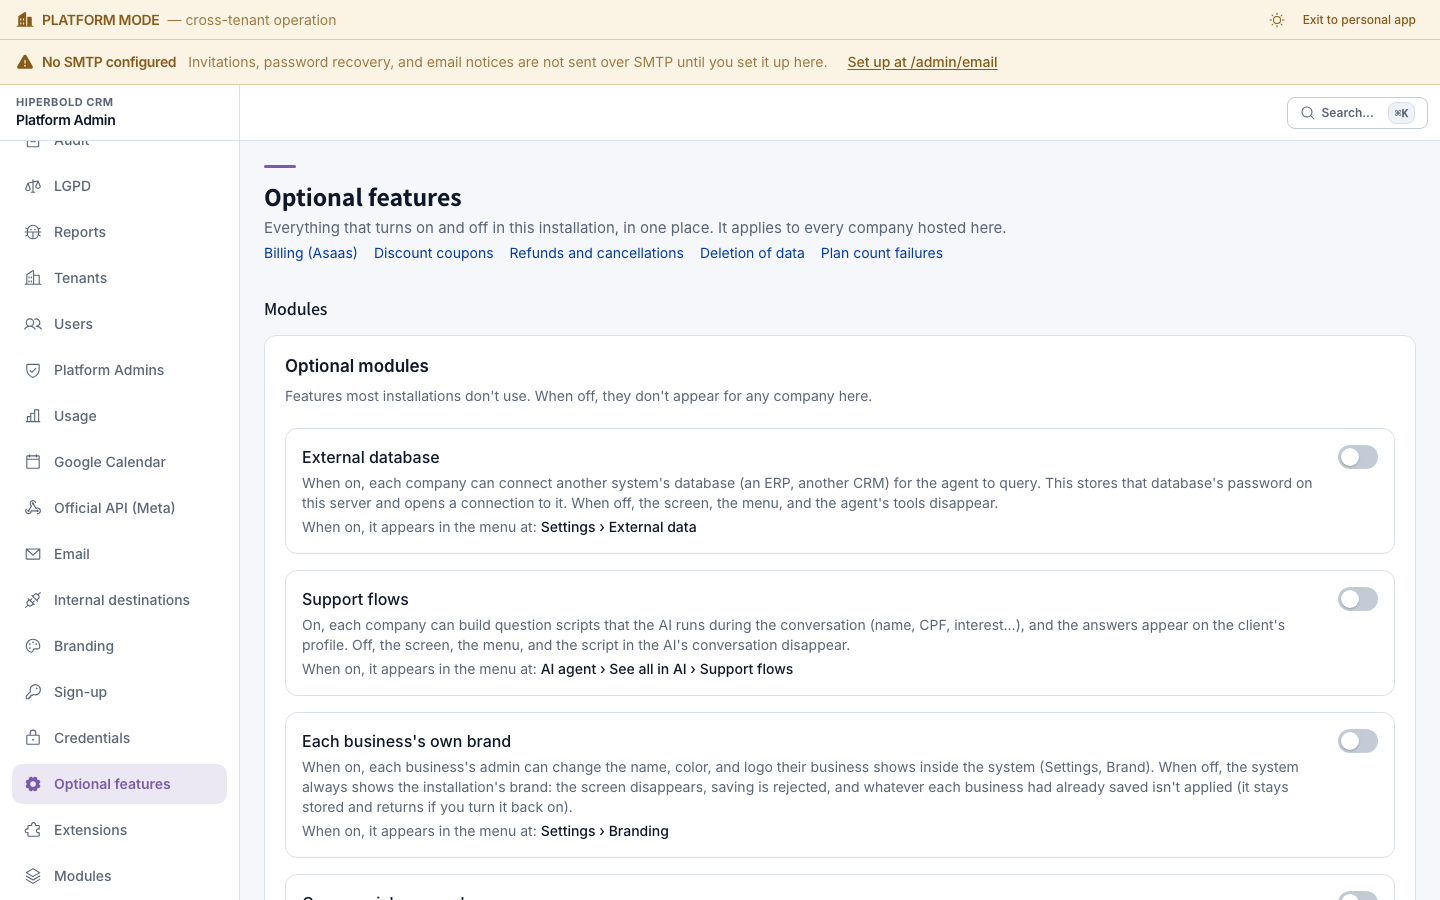 PLATFORM MODE — cross-tenant operation
Exit to personal app
No SMTP configured Invitations, password recovery, and email notices are not sent over SMTP until you set it up here. Set up at /admin/email
HIPERBOLD CRM
Platform Admin
Search... ⌘K
Audit
LGPD
Reports
Tenants
Users
Platform Admins
Usage
Google Calendar
Official API (Meta)
Email
Internal destinations
Branding
Sign-up
Credentials
Optional features
Extensions
Modules
Optional features
Everything that turns on and off in this installation, in one place. It applies to every company hosted here.
Billing (Asaas) Discount coupons Refunds and cancellations Deletion of data Plan count failures
Modules
Optional modules
Features most installations don't use. When off, they don't appear for any company here.
External database
When on, each company can connect another system's database (an ERP, another CRM) for the agent to query. This stores that database's password on
this server and opens a connection to it. When off, the screen, the menu, and the agent's tools disappear.
When on, it appears in the menu at: Settings › External data
Support flows
On, each company can build question scripts that the AI runs during the conversation (name, CPF, interest...), and the answers appear on the client's
profile. Off, the screen, the menu, and the script in the AI's conversation disappear.
When on, it appears in the menu at: AI agent › See all in AI › Support flows
Each business's own brand
When on, each business's admin can change the name, color, and logo their business shows inside the system (Settings, Brand). When off, the system
always shows the installation's brand: the screen disappears, saving is rejected, and whatever each business had already saved isn't applied (it stays
stored and returns if you turn it back on).
When on, it appears in the menu at: Settings › Branding